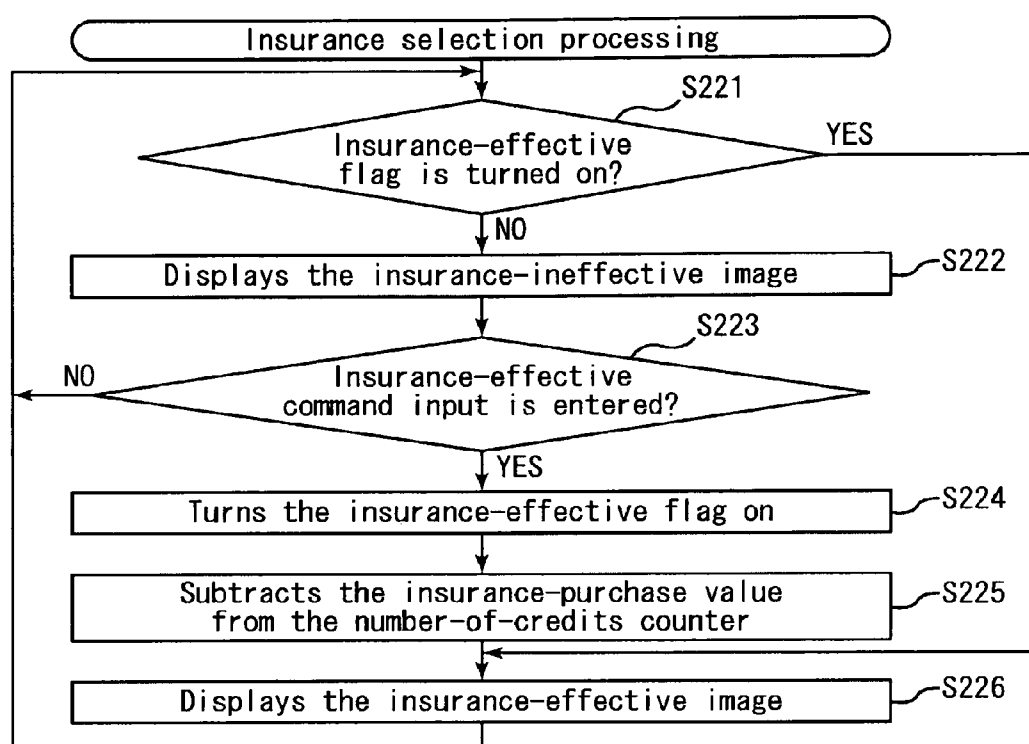 Insurance selection processing
S221
Insurance-effective
flag is turned on?
YES
NO
Displays the insurance-ineffective image
S222
S223
NO
Insurance-effective
command input is entered?
YES
Turns the insurance-effective flag on
S224
Subtracts the insurance-purchase value
from the number-of-credits counter
S225
Displays the insurance-effective image
S226